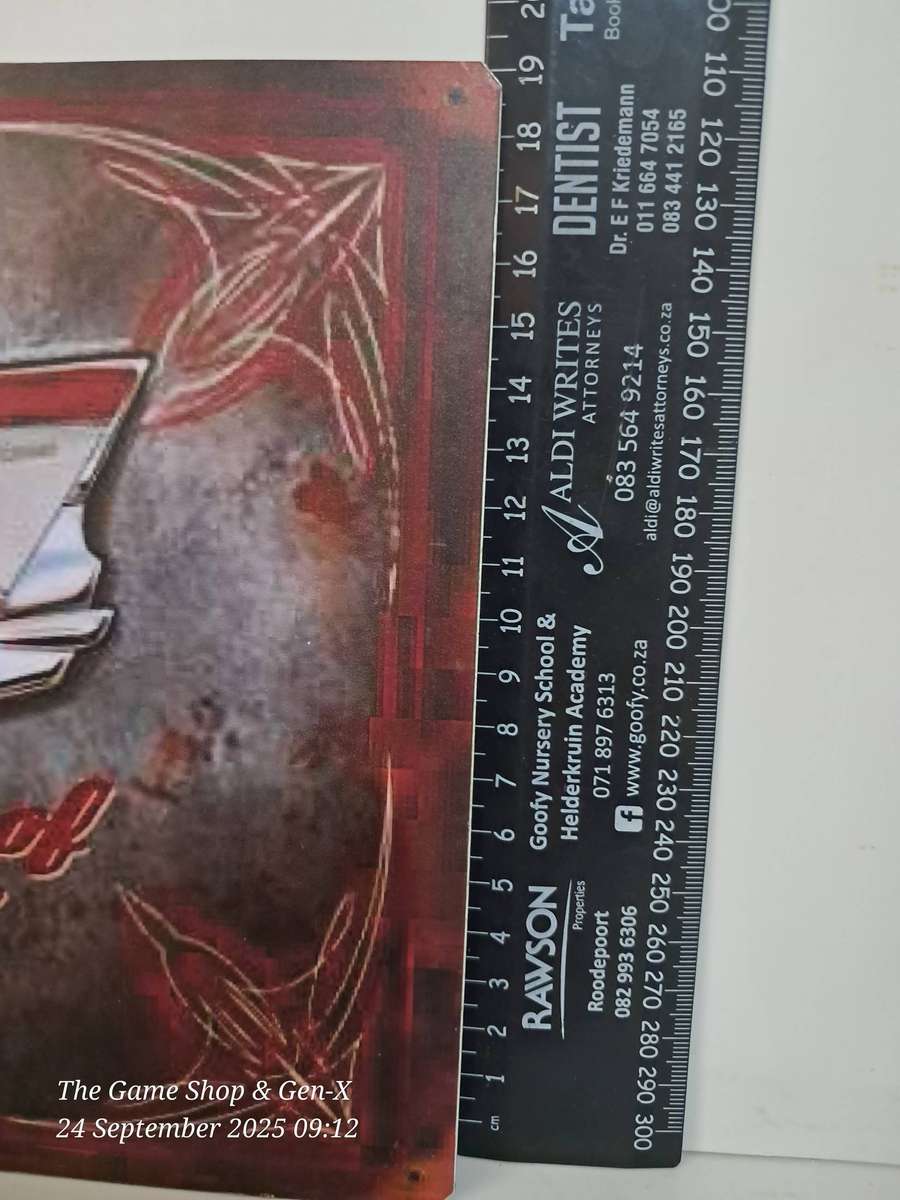 The Game Shop & Gen-X
24 September 2025 09:12
cm 1 2 3 4 5 6 7 8 9 10 11 12 13 14 15 16 17 18 19
RAWSON
Properties
Roodepoort
082 993 6306
Goofy Nursery School &
Helderkruin Academy
071 897 6313
www.goofy.co.za
ALDI WRITES
ATTORNEYS
083 564 9214
aldi@aldiwritesattorneys.co.za
DENTIST
Dr. E F Kriedemann
011 664 7054
083 441 2165
Ta
Book
110 120 130 140 150 160 170 180 190 200 210 220 230 240 250 260 270 280 290 300